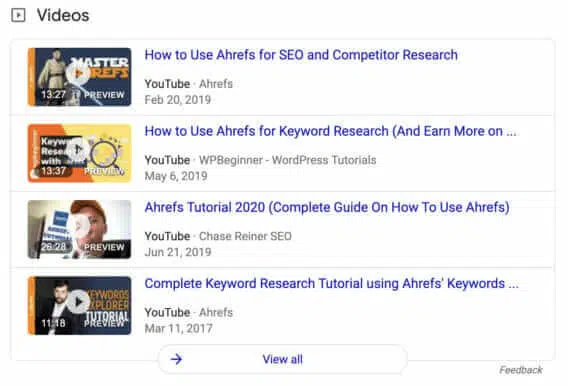 Videos
MASTER
AHREFS
13:27 PREVIEW
How to Use Ahrefs for SEO and Competitor Research
YouTube · Ahrefs
Feb 20, 2019
Keyword
Research
with
13:37 PREVIEW
How to Use Ahrefs for Keyword Research (And Earn More on ...
YouTube · WPBeginner - WordPress Tutorials
May 6, 2019
26:28 PREVIEW
Ahrefs Tutorial 2020 (Complete Guide On How To Use Ahrefs)
YouTube · Chase Reiner SEO
Jun 21, 2019
KEYWORDS
EXPLORER
TUTORIAL
11:18 PREVIEW
Complete Keyword Research Tutorial using Ahrefs' Keywords ...
YouTube · Ahrefs
Mar 11, 2017
View all
Feedback